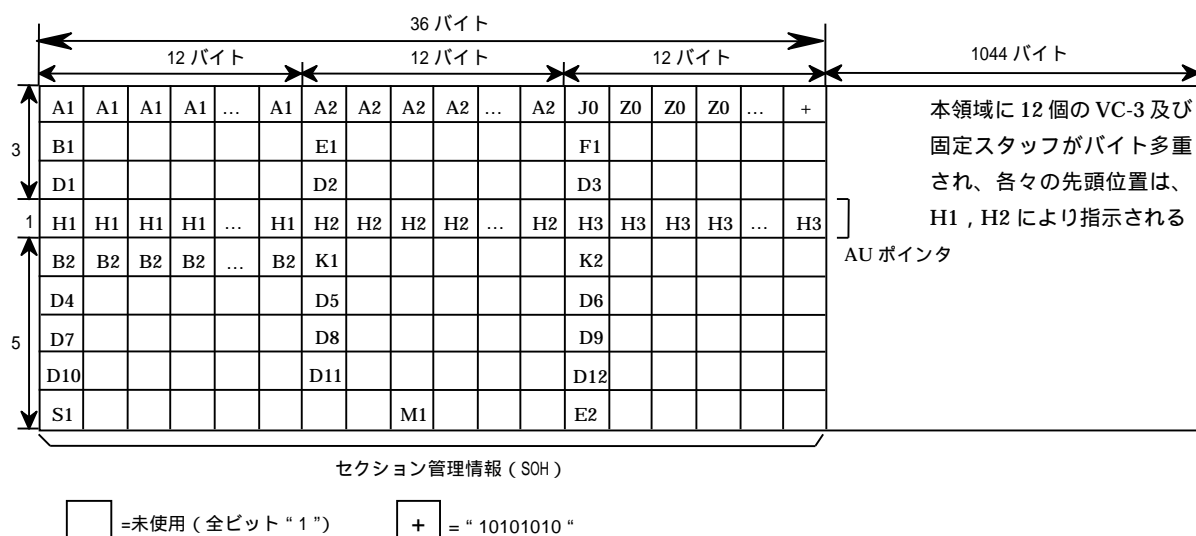 36 バイト
12 バイト 12 バイト 12 バイト 1044 バイト
A1 A1 A1 A1 … A1 A2 A2 A2 A2 … A2 J0 Z0 Z0 Z0 … +
3 B1 E1 F1
D1 D2 D3
1 H1 H1 H1 H1 … H1 H2 H2 H2 H2 … H2 H3 H3 H3 H3 … H3
B2 B2 B2 B2 … B2 K1 K2
D4 D5 D6
5 D7 D8 D9
D10 D11 D12
S1 M1 E2
本領域に 12 個の VC-3 及び
固定スタッフがバイト多重
され、各々の先頭位置は、
H1 , H2 により指示される
AU ポインタ
セクション管理情報 ( SOH )
=未使用 ( 全ビット “ 1 ”)
+ = “ 10101010 “